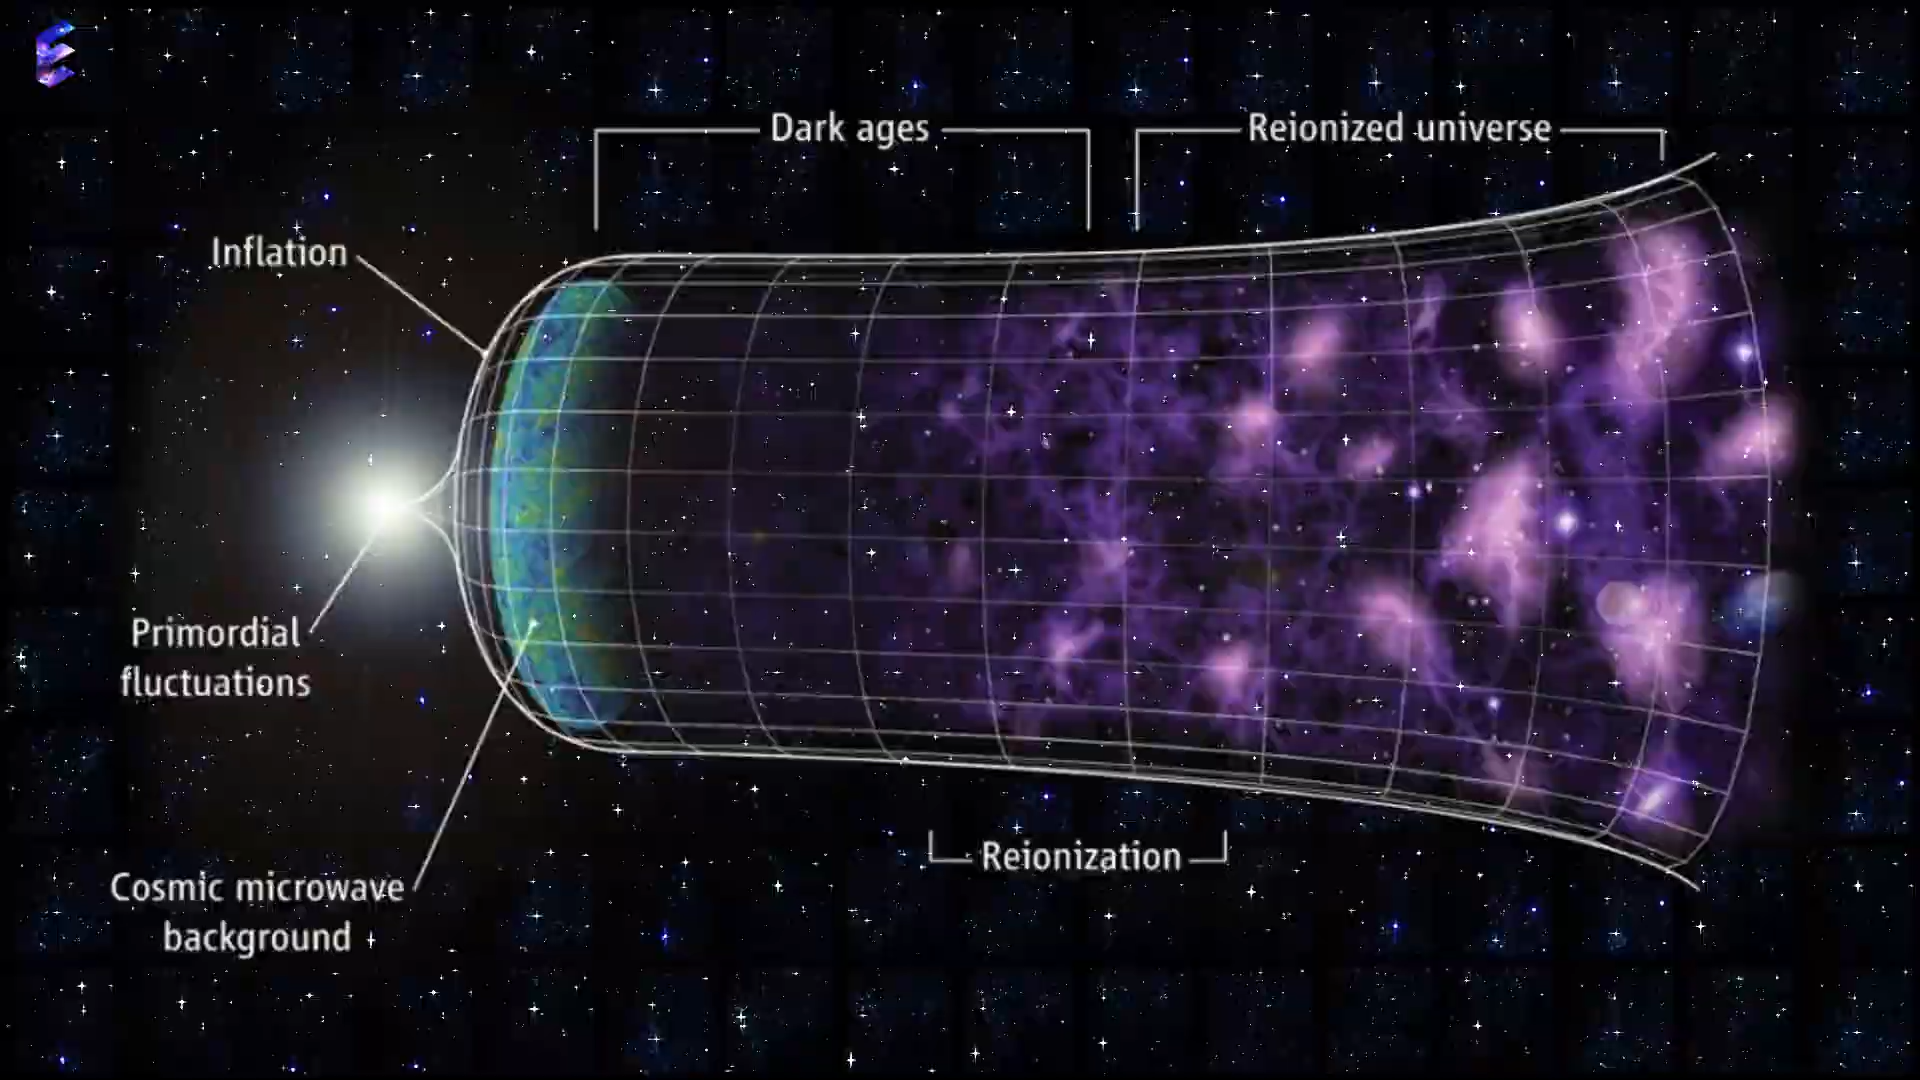 Dark ages
Reionized universe
Inflation
Primordial
fluctuations
Reionization
Cosmic microwave
background